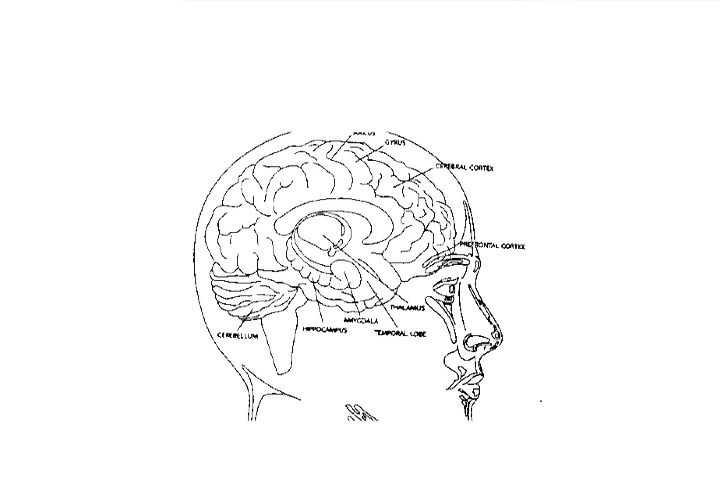 GYRUS
CEREBRAL CORTEX
PREFRONTAL CORTEX
THALAMUS
AMYGDALA
TEMPORAL LOBE
HIPPOCAMPUS
CEREBELLUM